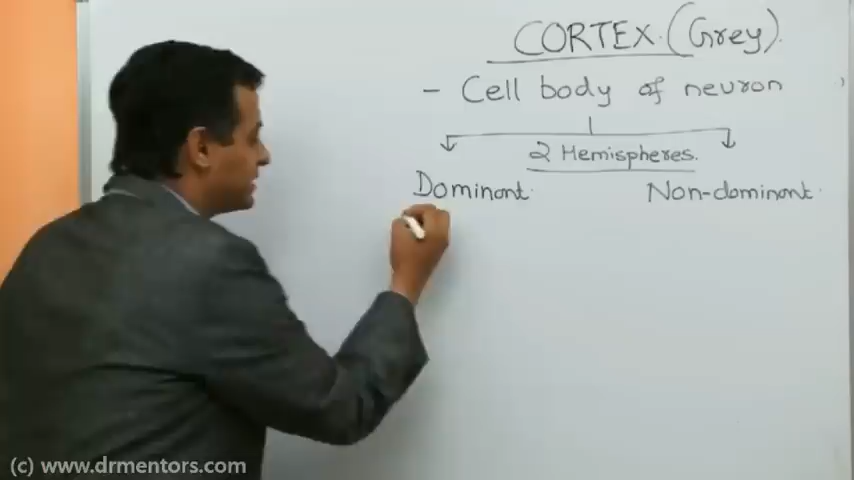 CORTEX. (Grey).
- Cell body of neuron
2 Hemispheres.
Dominant. Non-dominant.
(c) www.drmentors.com